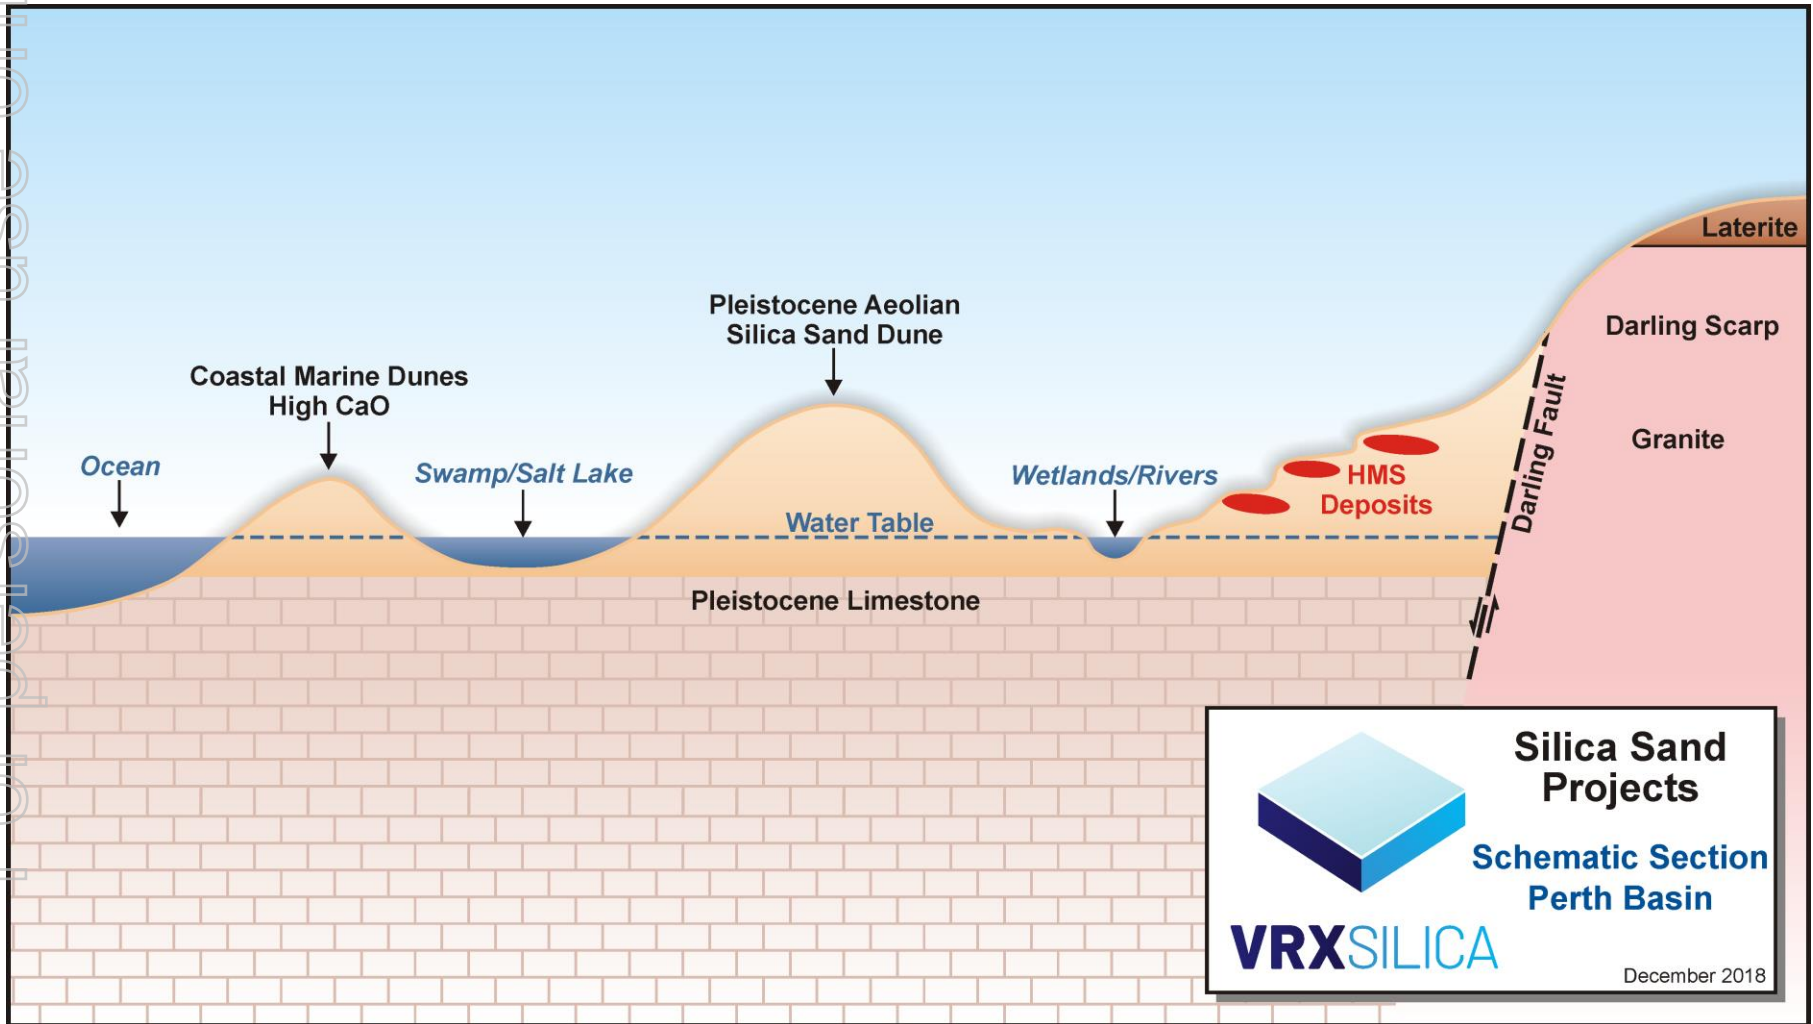 Laterite
Darling Scarp
Granite
Pleistocene Aeolian
Silica Sand Dune
Coastal Marine Dunes
High CaO
Ocean
Swamp/Salt Lake
Wetlands/Rivers
HMS
Deposits
Water Table
Darling Fault
Pleistocene Limestone
Silica Sand
Projects
Schematic Section
Perth Basin
VRXSILICA
December 2018